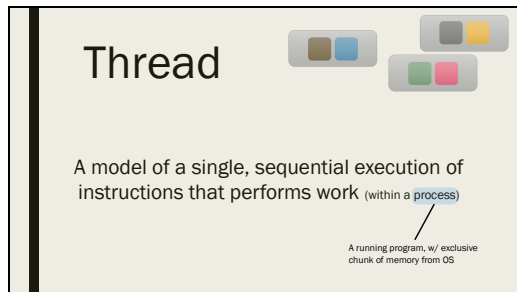 Thread
A model of a single, sequential execution of
instructions that performs work (within a process)
A running program, w/ exclusive
chunk of memory from OS